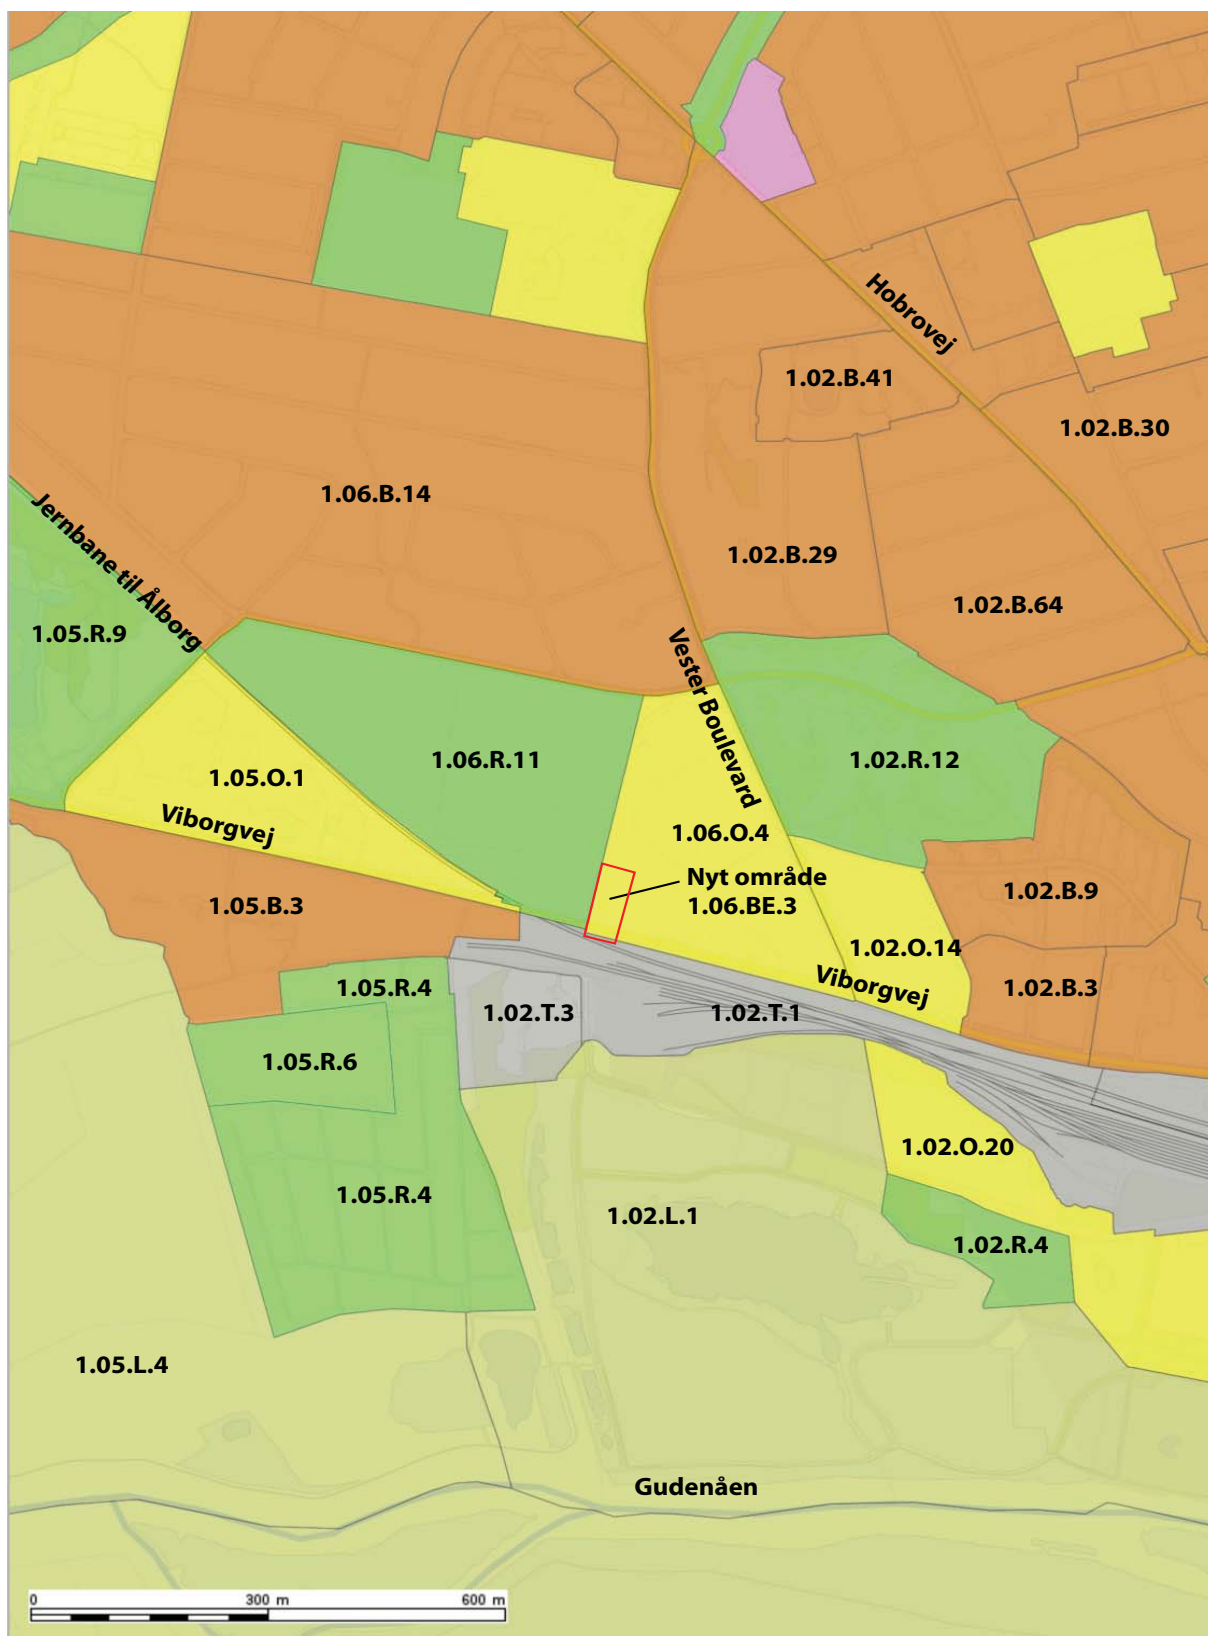 Hobrovej
1.02.B.41
1.02.B.30
1.06.B.14
Jernbane til Ålborg
1.02.B.29
1.02.B.64
1.05.R.9
Vester Boulevard
1.06.R.11
1.02.R.12
1.05.O.1
Viborgvej
1.06.O.4
Nyt område
1.06.BE.3
1.02.B.9
1.05.B.3
1.02.O.14
Viborgvej
1.02.B.3
1.05.R.4
1.02.T.3
1.02.T.1
1.05.R.6
1.02.O.20
1.05.R.4
1.02.L.1
1.02.R.4
1.05.L.4
Gudenåen
0 300 m 600 m